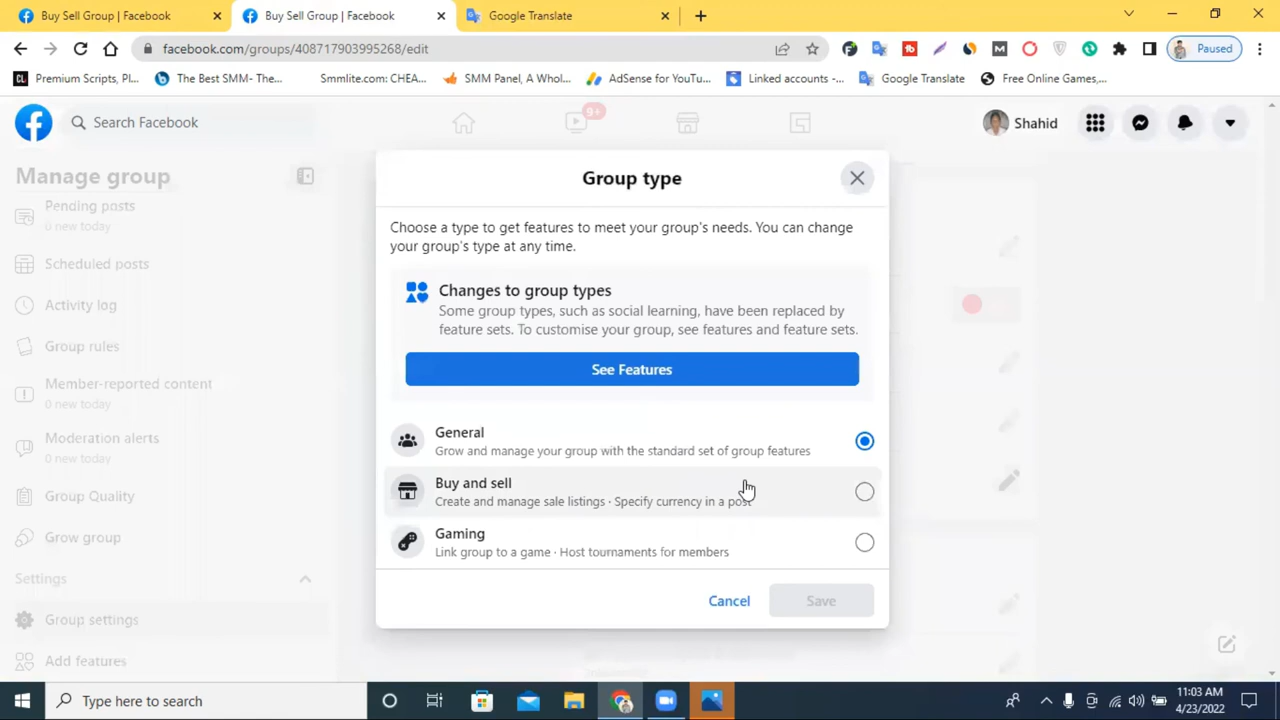 Buy Sell Group | Facebook
Buy Sell Group | Facebook
Google Translate
facebook.com/groups/408717903995268/edit
Paused
CL Premium Scripts, Pl...
The Best SMM- The...
Smmlite.com: CHEA...
SMM Panel, A Whol...
AdSense for YouTu...
Linked accounts -...
Google Translate
Free Online Games,...
Search Facebook
9+
Shahid
Manage group
Pending posts
0 new today
Scheduled posts
Activity log
Group rules
Member-reported content
0 new today
Moderation alerts
0 new today
Group Quality
Grow group
Settings
Group settings
Add features
Group type
Choose a type to get features to meet your group's needs. You can change
your group's type at any time.
Changes to group types
Some group types, such as social learning, have been replaced by
feature sets. To customise your group, see features and feature sets.
See Features
General
Grow and manage your group with the standard set of group features
Buy and sell
Create and manage sale listings · Specify currency in a post
Gaming
Link group to a game · Host tournaments for members
Cancel
Save
Type here to search
11:03 AM
4/23/2022